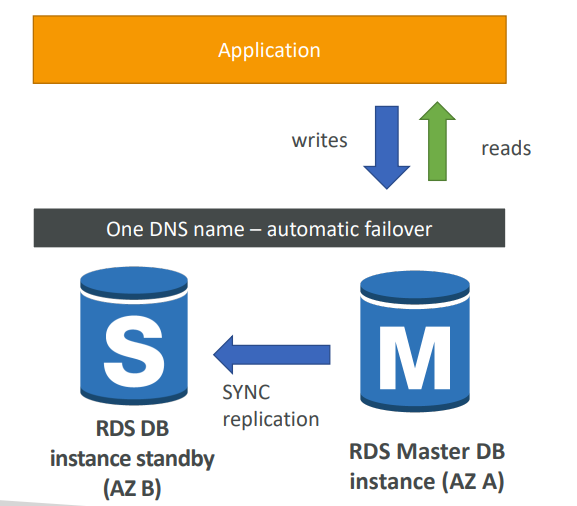 Application
writes
reads
One DNS name – automatic failover
S
M
SYNC
replication
RDS DB
instance standby
(AZ B)
RDS Master DB
instance (AZ A)